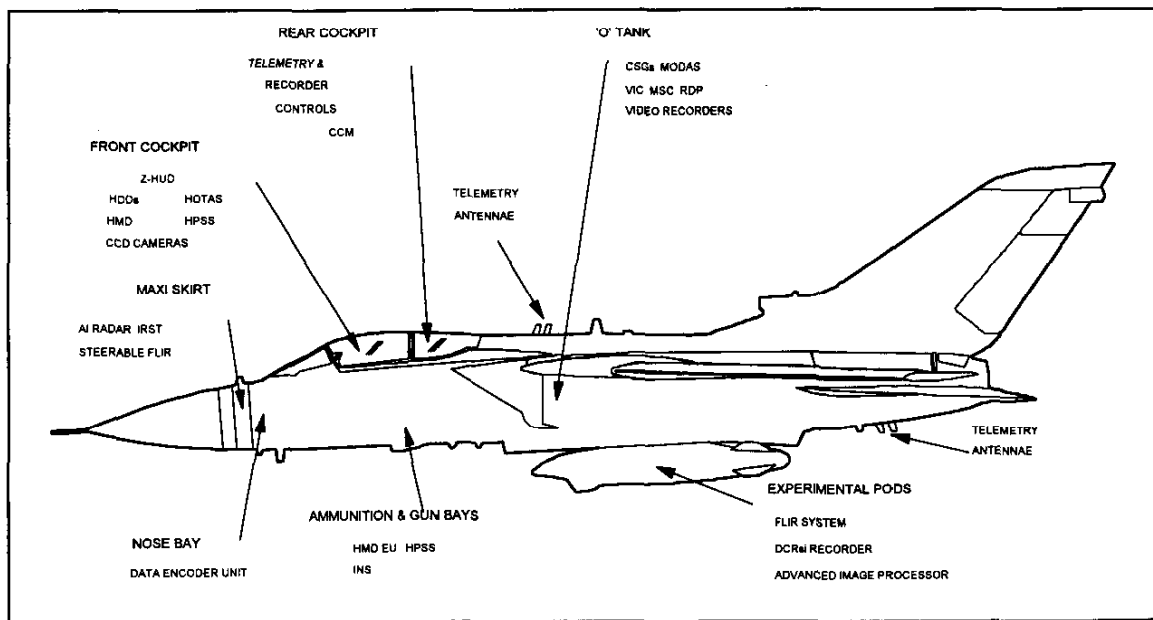 REAR COCKPIT
TELEMETRY &
RECORDER
CONTROLS
CCM
'O' TANK
CSGs MODAS
VIC MSC RDP
VIDEO RECORDERS
FRONT COCKPIT
Z-HUD
HDDs HOTAS
HMD HPSS
CCD CAMERAS
TELEMETRY
ANTENNAE
MAXI SKIRT
AI RADAR IRST
STEERABLE FLIR
TELEMETRY
ANTENNAE
EXPERIMENTAL PODS
FLIR SYSTEM
DCRsi RECORDER
ADVANCED IMAGE PROCESSOR
AMMUNITION & GUN BAYS
HMD EU HPSS
INS
NOSE BAY
DATA ENCODER UNIT